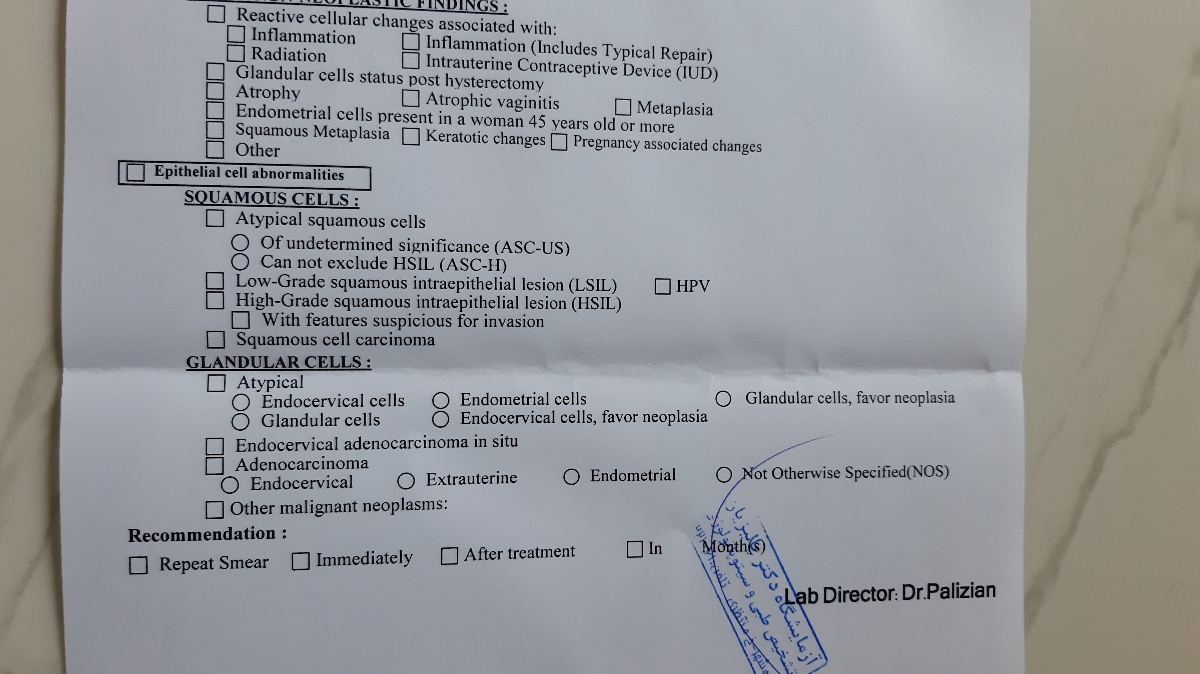 Reactive cellular changes associated with:
Inflammation Inflammation (Includes Typical Repair)
Radiation Intrauterine Contraceptive Device (IUD)
Glandular cells status post hysterectomy
Atrophy Atrophic vaginitis Metaplasia
Endometrial cells present in a woman 45 years old or more
Squamous Metaplasia Keratotic changes Pregnancy associated changes
Other
Epithelial cell abnormalities
SQUAMOUS CELLS :
Atypical squamous cells
Of undetermined significance (ASC-US)
Can not exclude HSIL (ASC-H)
Low-Grade squamous intraepithelial lesion (LSIL) HPV
High-Grade squamous intraepithelial lesion (HSIL)
With features suspicious for invasion
Squamous cell carcinoma
GLANDULAR CELLS :
Atypical
Endocervical cells Endometrial cells Glandular cells, favor neoplasia
Glandular cells Endocervical cells, favor neoplasia
Endocervical adenocarcinoma in situ
Adenocarcinoma
Endocervical Extrauterine Endometrial Not Otherwise Specified(NOS)
Other malignant neoplasms:
Recommendation :
Repeat Smear Immediately After treatment In Month(s)
Lab Director: Dr.Palizian
آزمایشگاه دکتر پالیزیان
تشخیص طبی و